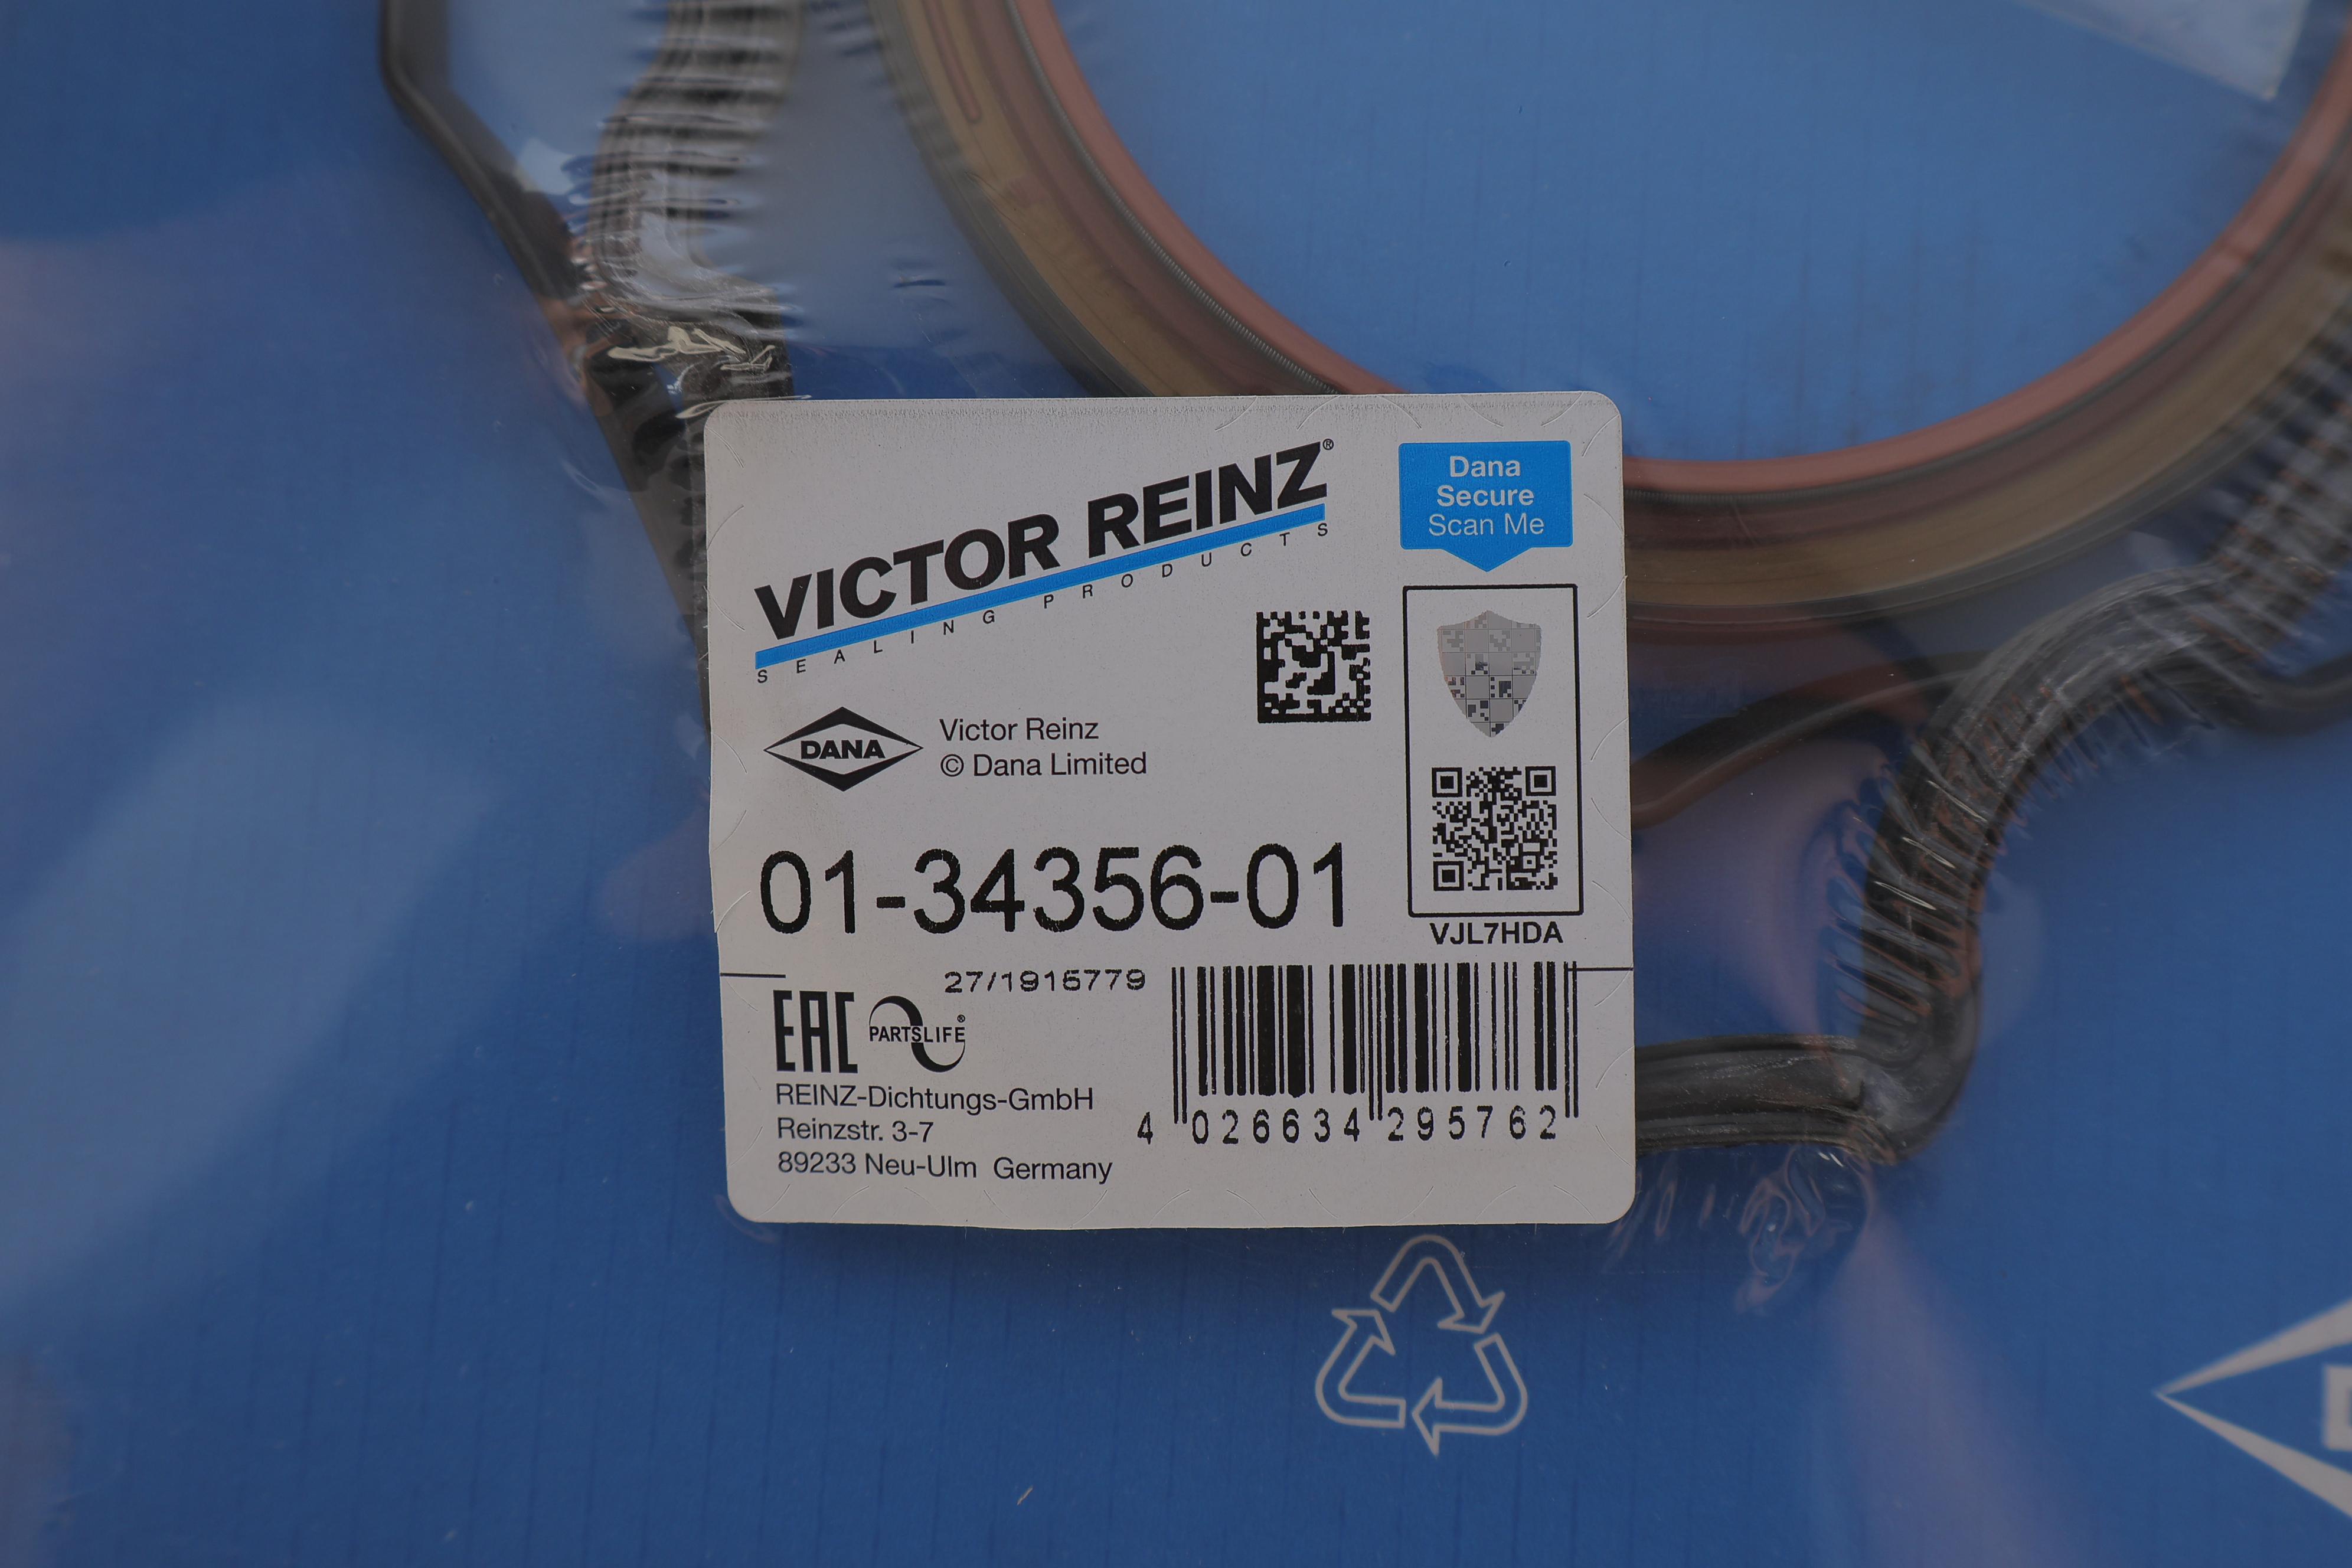 VICTOR REINZ®
SEALING PRODUCTS
Dana
Secure
Scan Me
DANA
Victor Reinz
© Dana Limited
01-34356-01
VJL7HDA
27/1915779
EAC
PARTSLIFE®
REINZ-Dichtungs-GmbH
Reinzstr. 3-7
89233 Neu-Ulm Germany
4 026634 295762